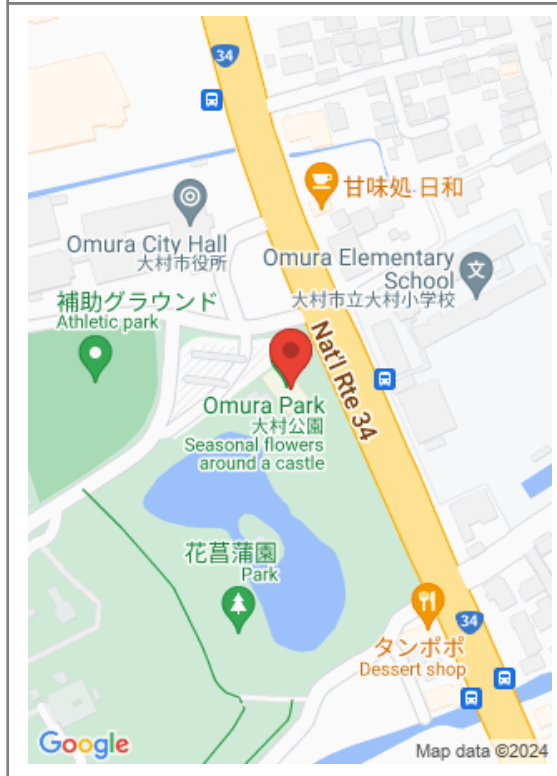 34
甘味処 日和
Omura City Hall
大村市役所
Omura Elementary
School
大村市立大村小学校
文
補助グラウンド
Athletic park
Nat'l Rte 34
Omura Park
大村公園
Seasonal flowers
around a castle
花菖蒲園
Park
34
タンポポ
Dessert shop
Google
Map data ©2024